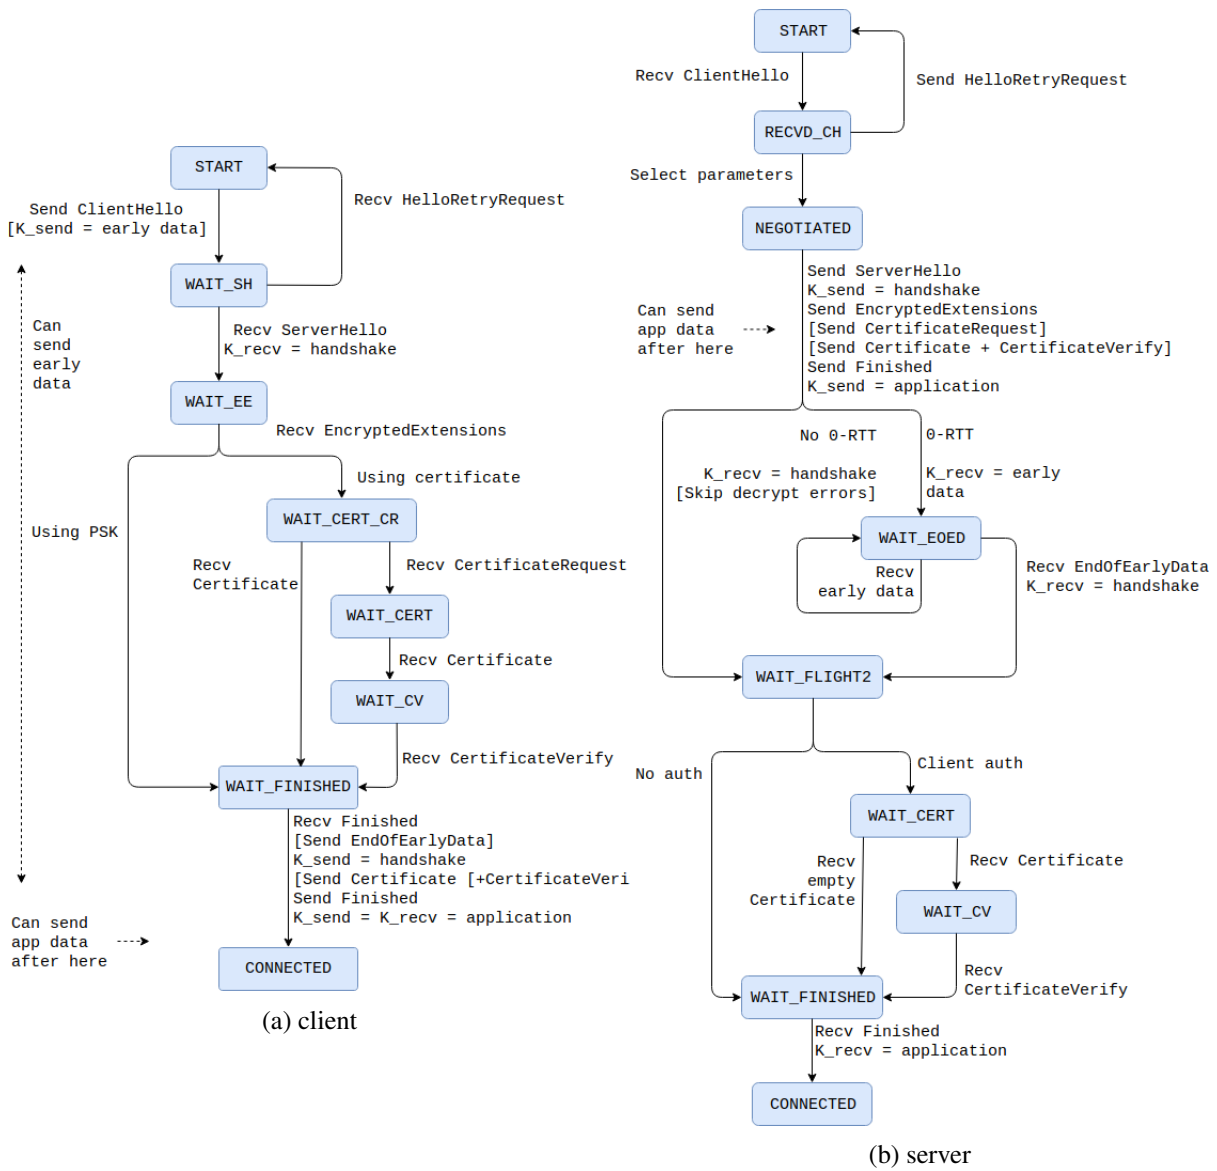 START
Send ClientHello
[K_send = early data]
Recv HelloRetryRequest
WAIT_SH
Can
send
early
data
Recv ServerHello
K_recv = handshake
WAIT_EE
Recv EncryptedExtensions
Using certificate
Using PSK
WAIT_CERT_CR
Recv
Certificate
Recv CertificateRequest
WAIT_CERT
Recv Certificate
WAIT_CV
Recv CertificateVerify
WAIT_FINISHED
Recv Finished
[Send EndOfEarlyData]
K_send = handshake
[Send Certificate [+CertificateVeri
Send Finished
K_send = K_recv = application
Can send
app data
after here
CONNECTED
(a) client
START
Recv ClientHello
Send HelloRetryRequest
RECVD_CH
Select parameters
NEGOTIATED
Send ServerHello
K_send = handshake
Send EncryptedExtensions
[Send CertificateRequest]
[Send Certificate + CertificateVerify]
Send Finished
K_send = application
Can send
app data
after here
No 0-RTT
K_recv = handshake
[Skip decrypt errors]
0-RTT
K_recv = early
data
WAIT_EOED
Recv
early data
Recv EndOfEarlyData
K_recv = handshake
WAIT_FLIGHT2
No auth
Client auth
WAIT_CERT
Recv
empty
Certificate
Recv Certificate
WAIT_CV
Recv
CertificateVerify
WAIT_FINISHED
Recv Finished
K_recv = application
CONNECTED
(b) server